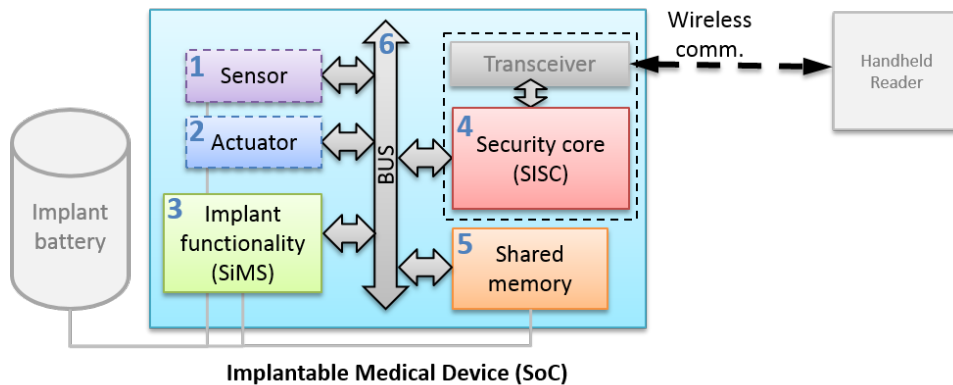 Wireless
comm.
6
1
Sensor
Transceiver
Handheld
Reader
2
Actuator
4
Security core
(SISC)
BUS
Implant
battery
3
Implant
functionality
(SiMS)
5
Shared
memory
Implantable Medical Device (SoC)